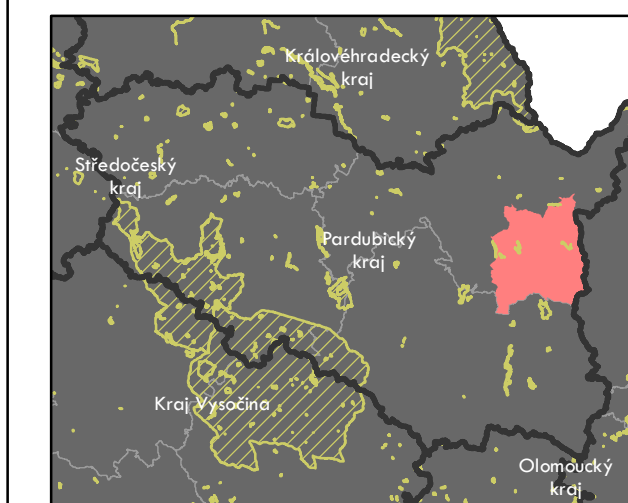 Královéhradecký
kraj
Středočeský
kraj
Pardubický
kraj
Kraj Vysočina
Olomoucký
kraj